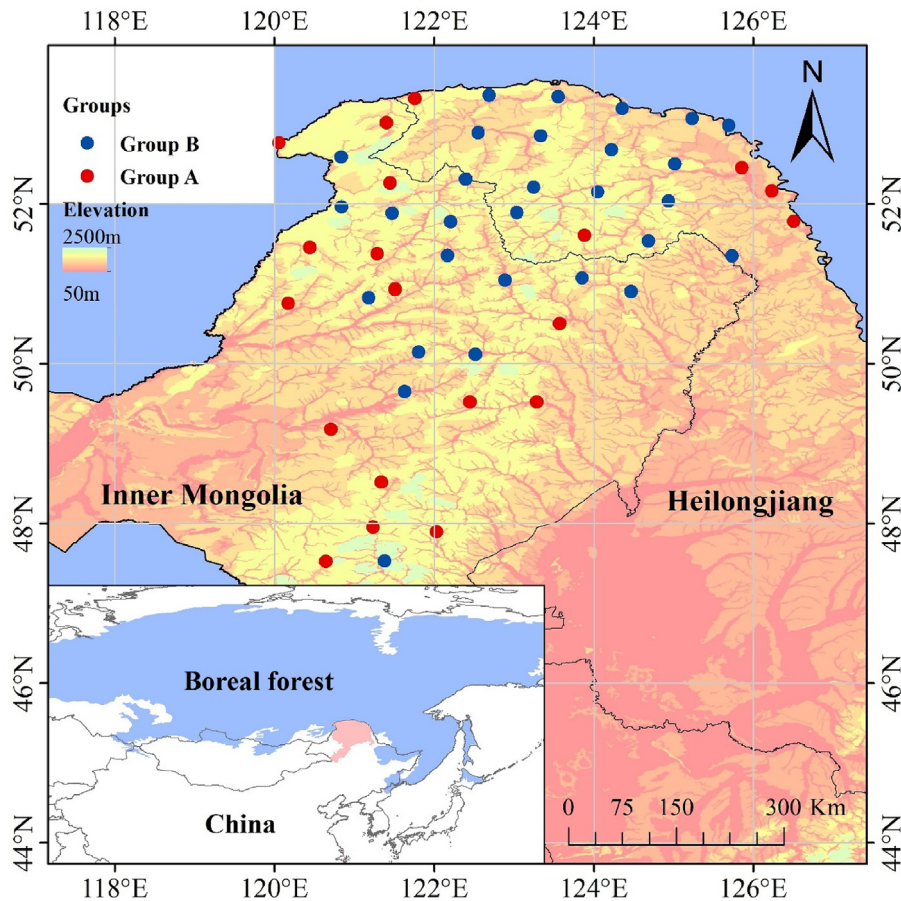 118°E 120°E 122°E 124°E 126°E
N
Groups
Group B
Group A
Elevation
2500m
50m
52°N 52°N
50°N 50°N
Inner Mongolia Heilongjiang
48°N 48°N
46°N 46°N
Boreal forest
China
0 75 150 300 Km
44°N 44°N
118°E 120°E 122°E 124°E 126°E